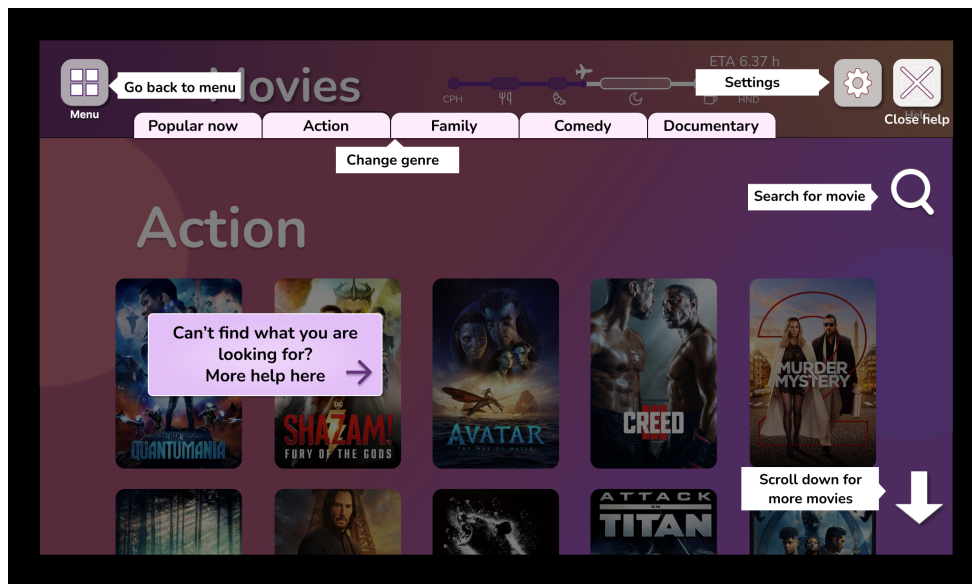 Movies
ETA 6.37 h
Go back to menu
Settings
CPH
HND
Menu
Close help
Popular now
Action
Family
Comedy
Documentary
Change genre
Search for movie
Action
Can't find what you are
looking for?
More help here
QUANTUMANIA
SHAZAM!
FURY OF THE GODS
AVATAR
THE WAY OF WATER
CREED
MURDER
MYSTERY
2
Scroll down for
more movies
ATTACK
ON
TITAN